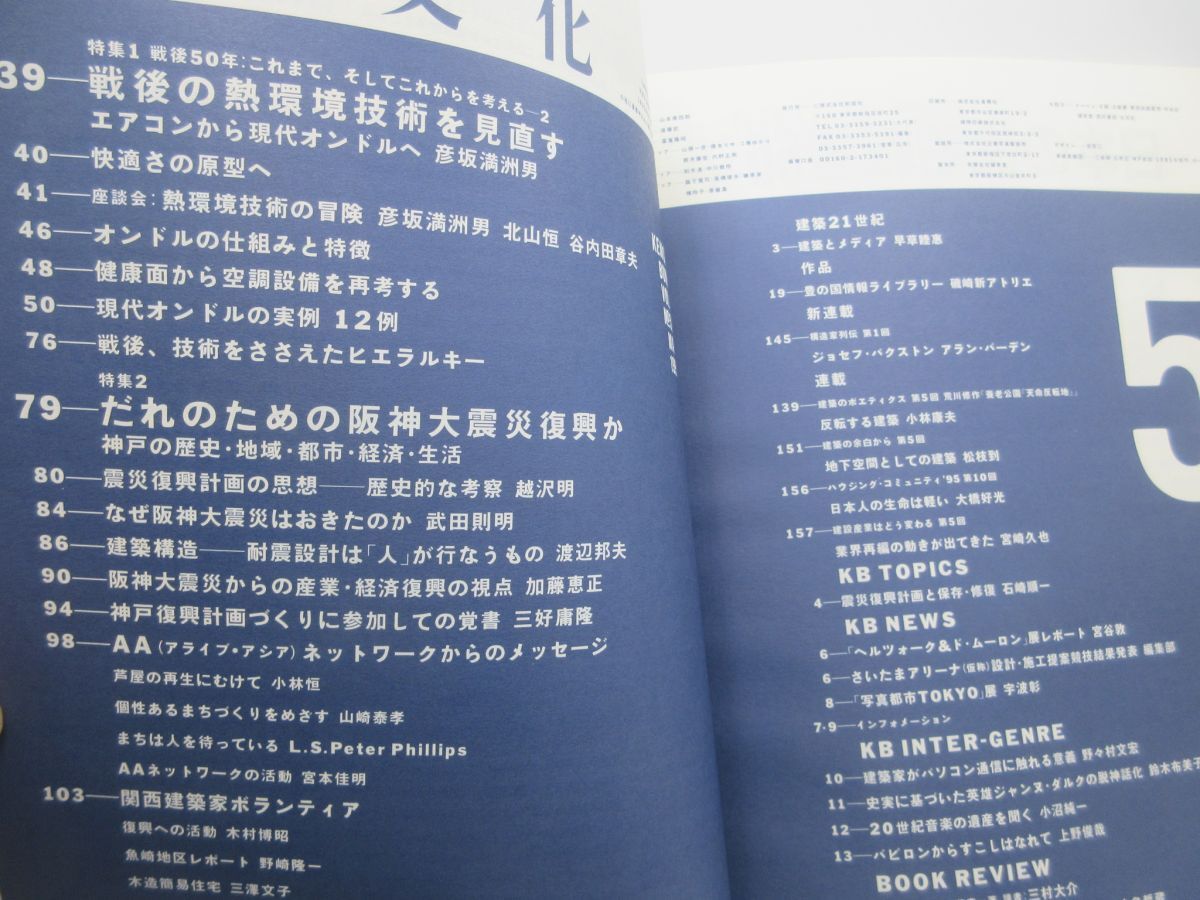 文化
特集1 戦後50年:これまで、そしてこれからを考える—2
39—戦後の熱環境技術を見直す
エアコンから現代オンドルへ 彦坂満洲男
40—快適さの原型へ
41—座談会:熱環境技術の冒険 彦坂満洲男 北山恒 谷内田章夫
46—オンドルの仕組みと特徴
48—健康面から空調設備を再考する
50—現代オンドルの実例 12例
76—戦後、技術をささえたヒエラルキー
特集2
79—だれのための阪神大震災復興か
神戸の歴史・地域・都市・経済・生活
80—震災復興計画の思想——歴史的な考察 越沢明
84—なぜ阪神大震災はおきたのか 武田則明
86—建築構造——耐震設計は「人」が行なうもの 渡辺邦夫
90—阪神大震災からの産業・経済復興の視点 加藤恵正
94—神戸復興計画づくりに参加しての覚書 三好庸隆
98—AA(アライブ・アジア)ネットワークからのメッセージ
芦屋の再生にむけて 小林恒
個性あるまちづくりをめざす 山崎泰孝
まちは人を待っている L.S.Peter Phillips
AAネットワークの活動 宮本佳明
103—関西建築家ボランティア
復興への活動 木村博昭
魚崎地区レポート 野崎隆一
木造簡易住宅 三澤文子
建築21世紀
3—建築とメディア 早草睦惠
作品
19—豊の国情報ライブラリー 磯崎新アトリエ
新連載
145—構造家列伝 第1回
ジョセフ・パクストン アラン・バーデン
連載
139—建築のポエティクス 第5回 荒川修作「養老公園『天命反転地』」
反転する建築 小林康夫
151—建築の余白から 第5回
地下空間としての建築 松枝到
156—ハウジング・コミュニティ'95 第10回
日本人の生命は軽い 大橋好光
157—建設産業はどう変わる 第5回
業界再編の動きが出てきた 宮崎久也
KB TOPICS
4—震災復興計画と保存・修復 石崎順一
KB NEWS
6—「ヘルツォーク&ド・ムーロン」展レポート 宮谷敦
6—さいたまアリーナ(仮称)設計・施工提案競技結果発表 編集部
8—「写真都市TOKYO」展 宇波彰
7・9—インフォメーション
KB INTER-GENRE
10—建築家がパソコン通信に触れる意義 野々村文宏
11—史実に基づいた英雄ジャンヌ・ダルクの脱神話化 鈴木布美子
12—20世紀音楽の遺産を聞く 小沼純一
13—バビロンからすこしはなれて 上野俊哉
BOOK REVIEW
三村大介
5